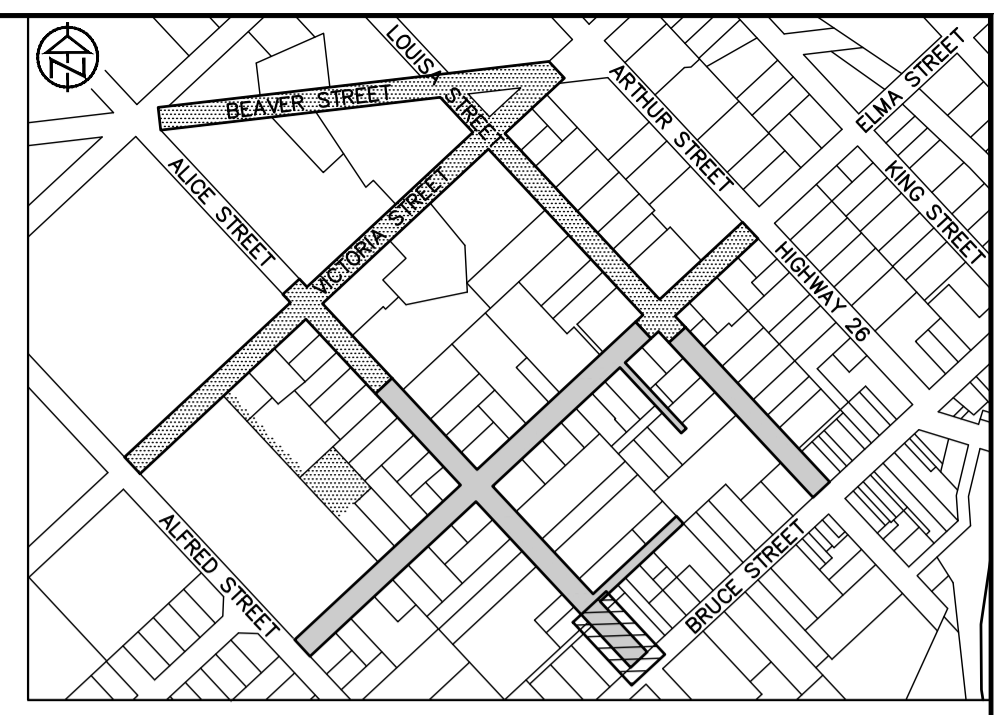 N
LOUISA STREET
BEAVER STREET
ARTHUR STREET
ELMA STREET
ALICE STREET
KING STREET
VICTORIA STREET
HIGHWAY 26
ALFRED STREET
BRUCE STREET